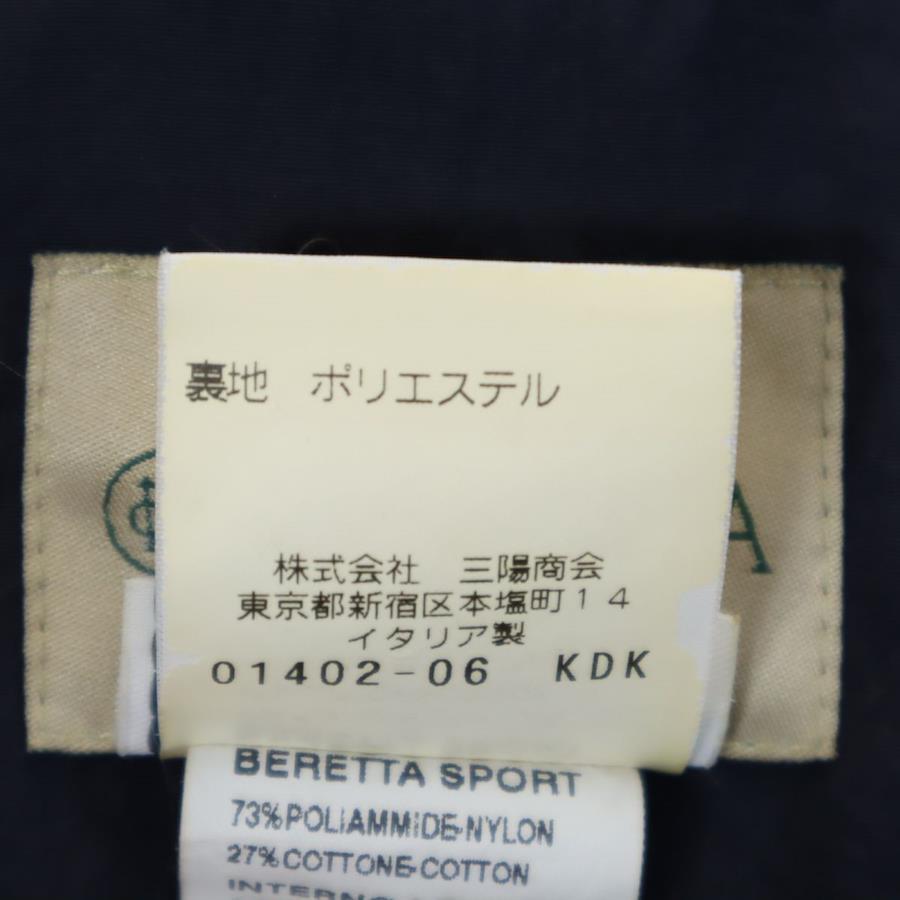 裏地　ポリエステル
株式会社　三陽商会
東京都新宿区本塩町１４
イタリア製
01402-06　KDK
A
BERETTA SPORT
73%POLIAMMIDE-NYLON
27%COTTONE-COTTON